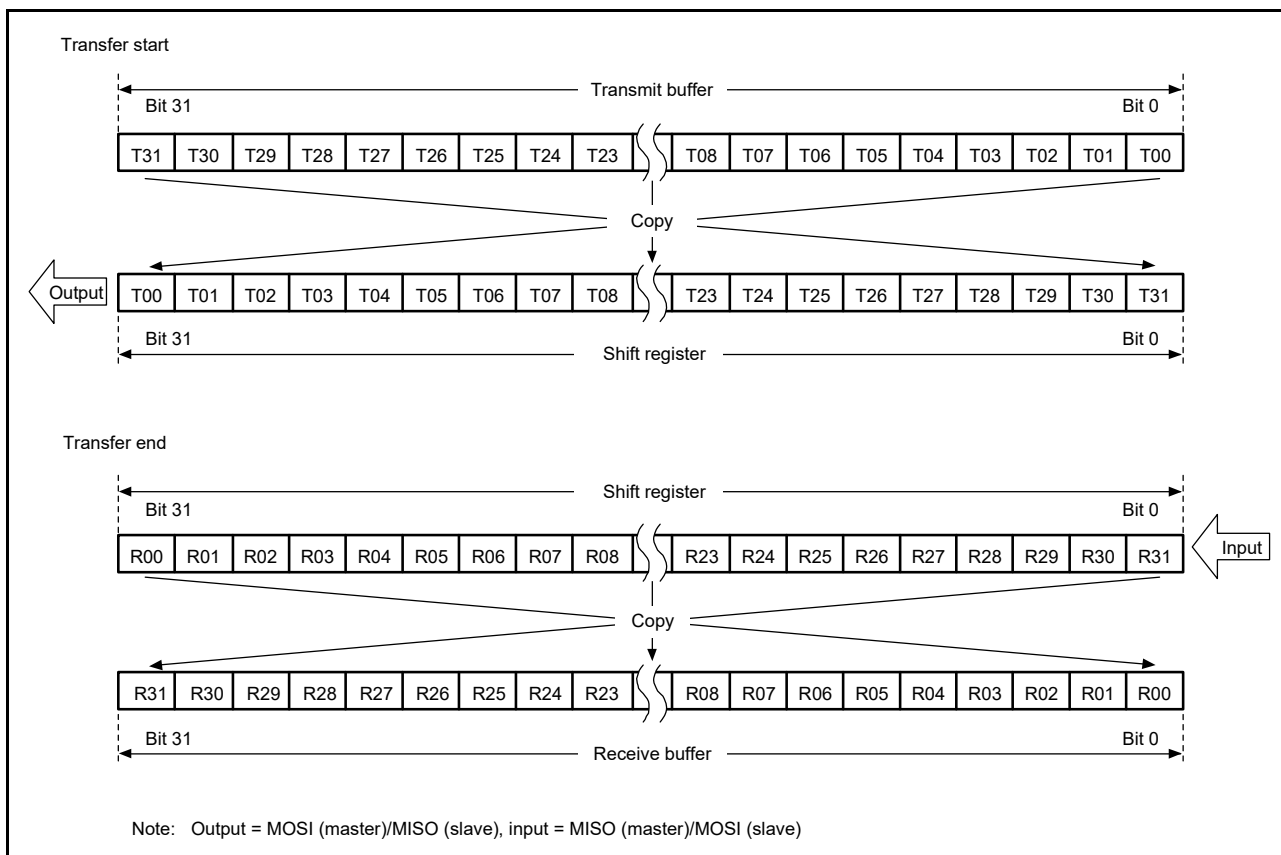 Transfer start
Transmit buffer
Bit 31 Bit 0
T31 T30 T29 T28 T27 T26 T25 T24 T23 T08 T07 T06 T05 T04 T03 T02 T01 T00
Copy
Output T00 T01 T02 T03 T04 T05 T06 T07 T08 T23 T24 T25 T26 T27 T28 T29 T30 T31
Bit 31 Bit 0
Shift register
Transfer end
Shift register
Bit 31 Bit 0
R00 R01 R02 R03 R04 R05 R06 R07 R08 R23 R24 R25 R26 R27 R28 R29 R30 R31 Input
Copy
R31 R30 R29 R28 R27 R26 R25 R24 R23 R08 R07 R06 R05 R04 R03 R02 R01 R00
Bit 31 Bit 0
Receive buffer
Note: Output = MOSI (master)/MISO (slave), input = MISO (master)/MOSI (slave)